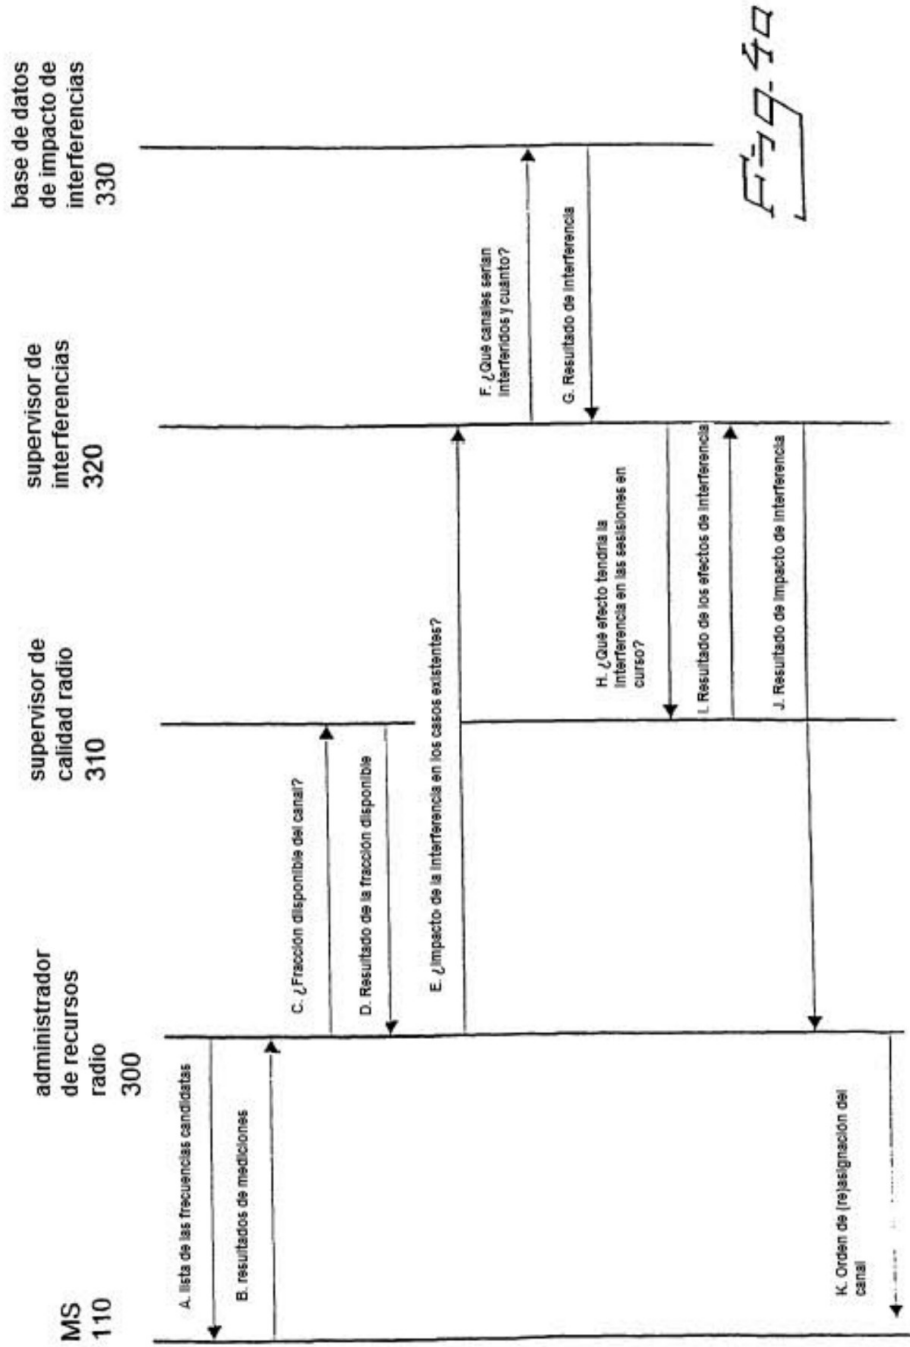 MS
110
administrador
de recursos
radio
300
supervisor de
calidad radio
310
supervisor de
interferencias
320
base de datos
de impacto de
interferencias
330
A. lista de las frecuencias candidatas
B. resultados de mediciones
C. ¿Fracción disponible del canal?
D. Resultado de la fracción disponible
E. ¿Impacto de la interferencia en los casos existentes?
F. ¿Qué canales serían
interferidos y cuánto?
G. Resultado de interferencia
H. ¿Qué efecto tendría la
interferencia en las sesisiones en
curso?
I. Resultado de los efectos de interferencia
J. Resultado de impacto de interferencia
K. Orden de (re)asignación del
canal
Fig. 4a